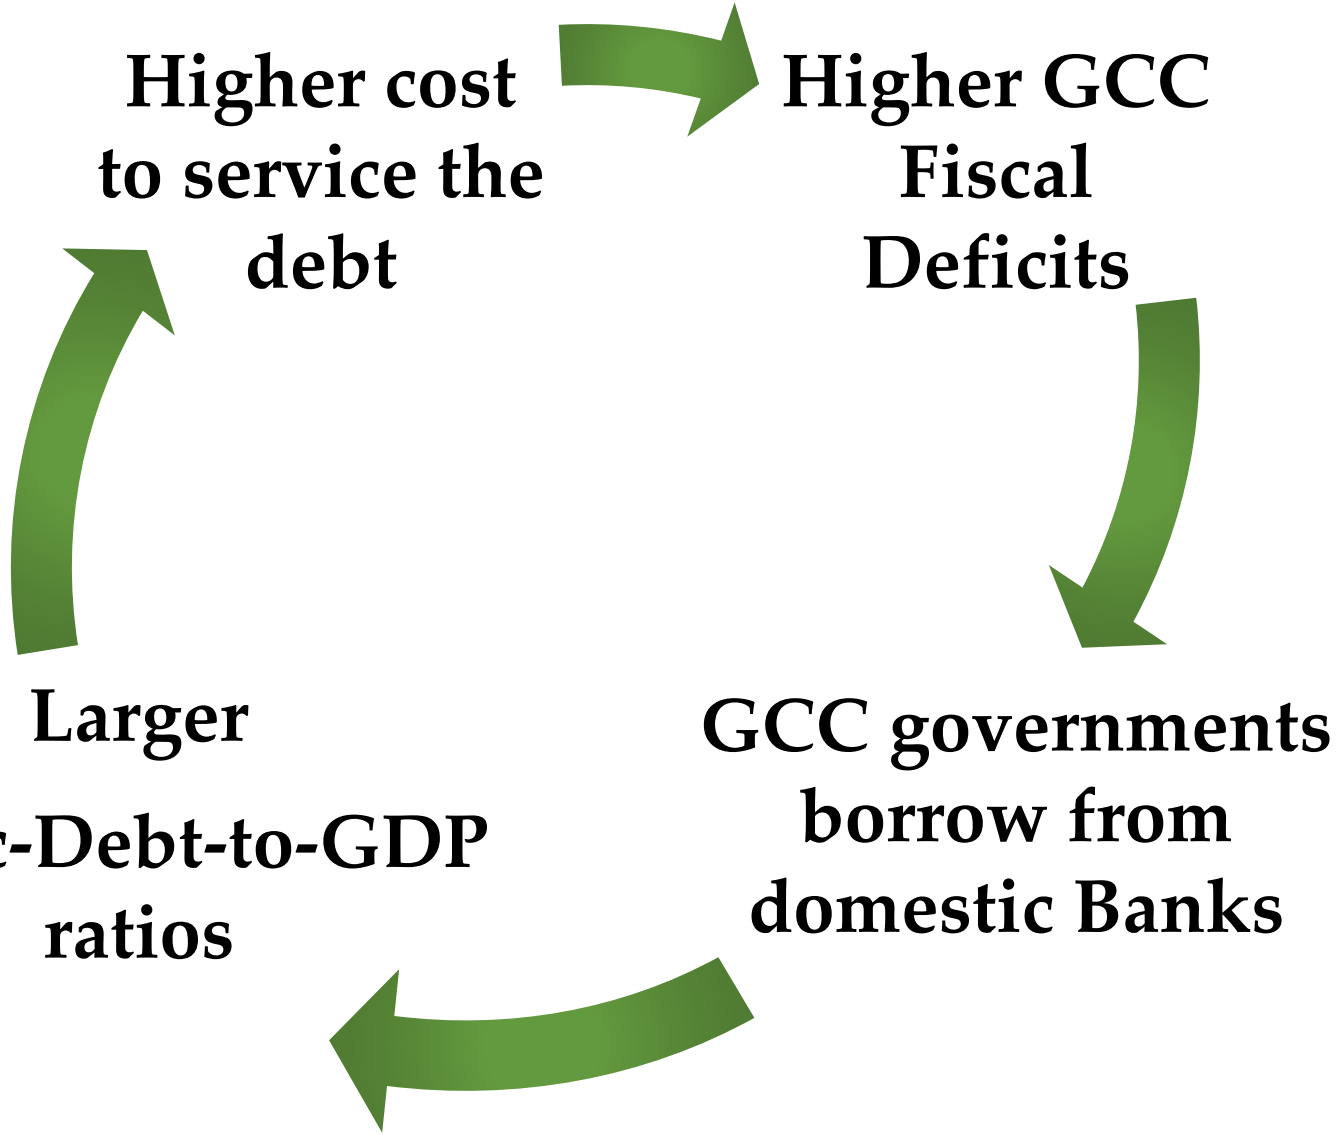 Higher cost
to service the
debt
Higher GCC
Fiscal
Deficits
GCC governments
borrow from
domestic Banks
Larger
c-Debt-to-GDP
ratios